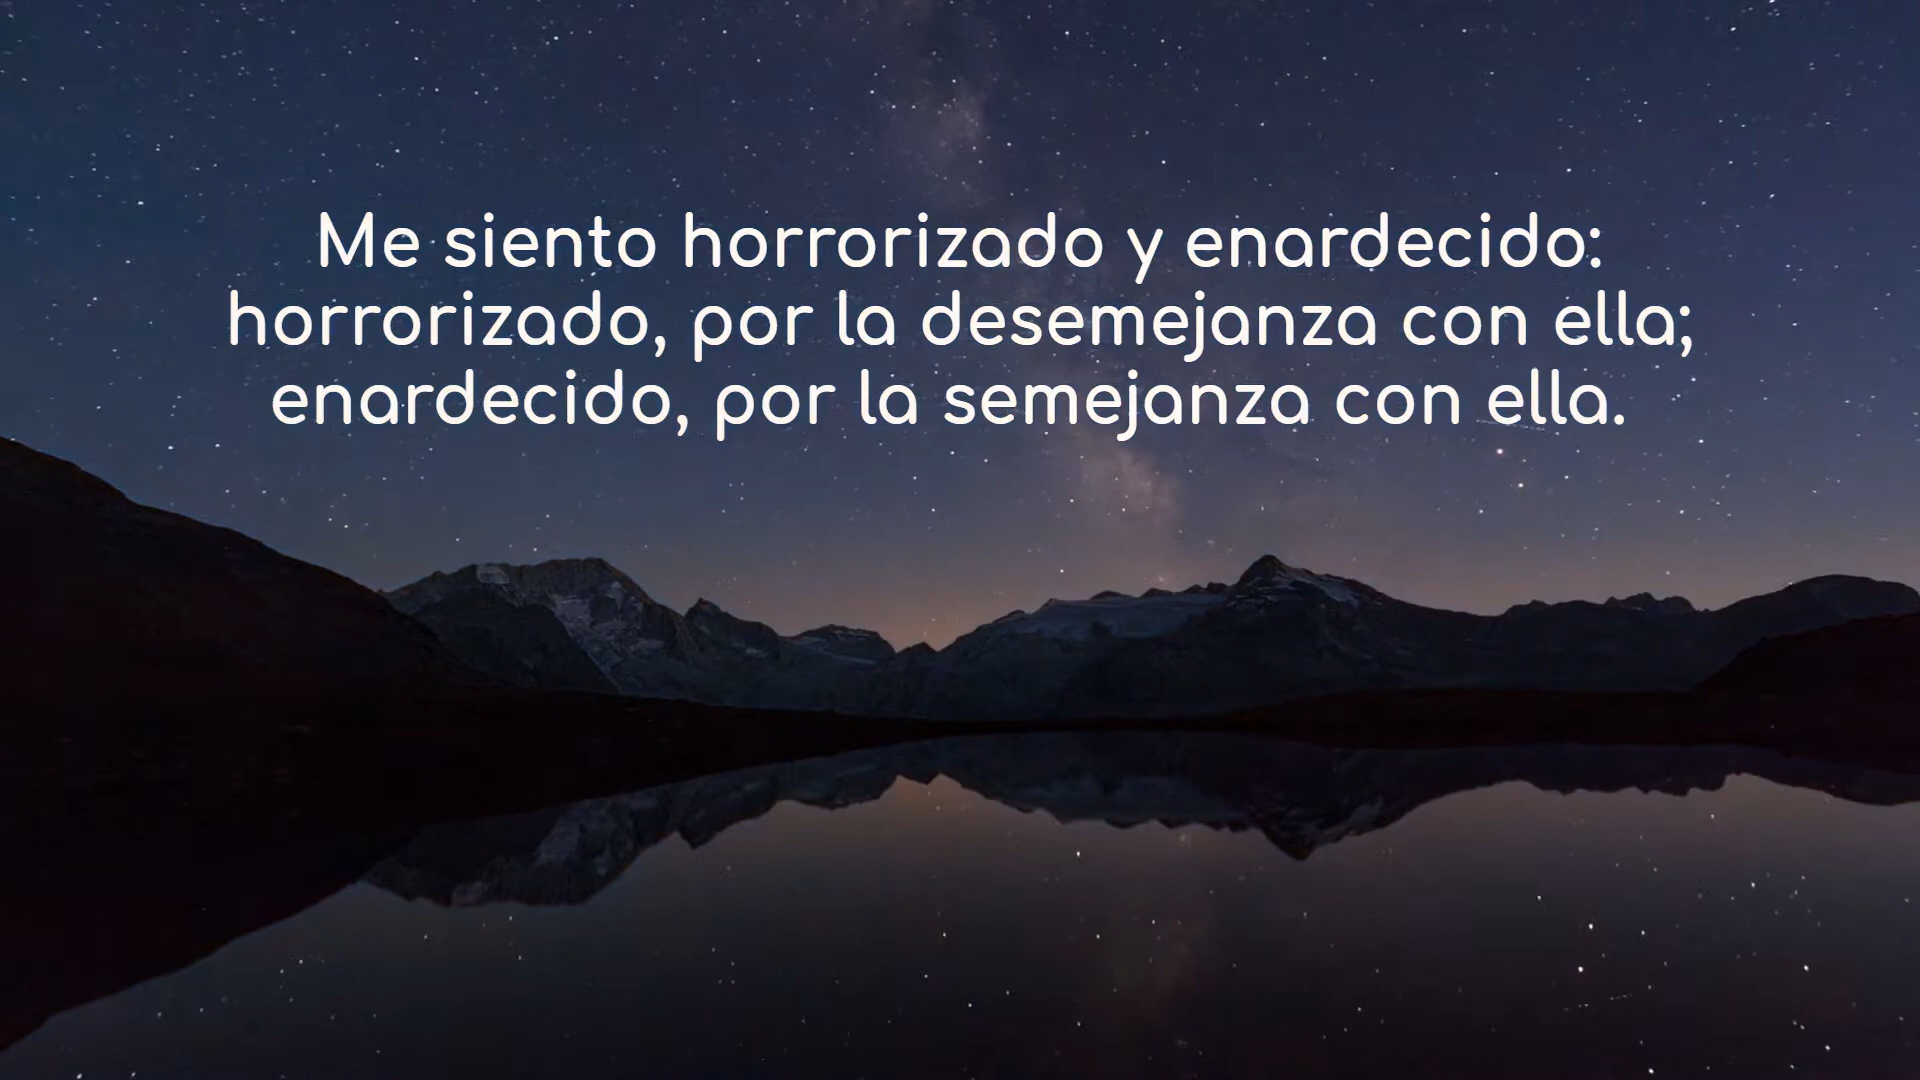 Me siento horrorizado y enardecido:
horrorizado, por la desemejanza con ella;
enardecido, por la semejanza con ella.